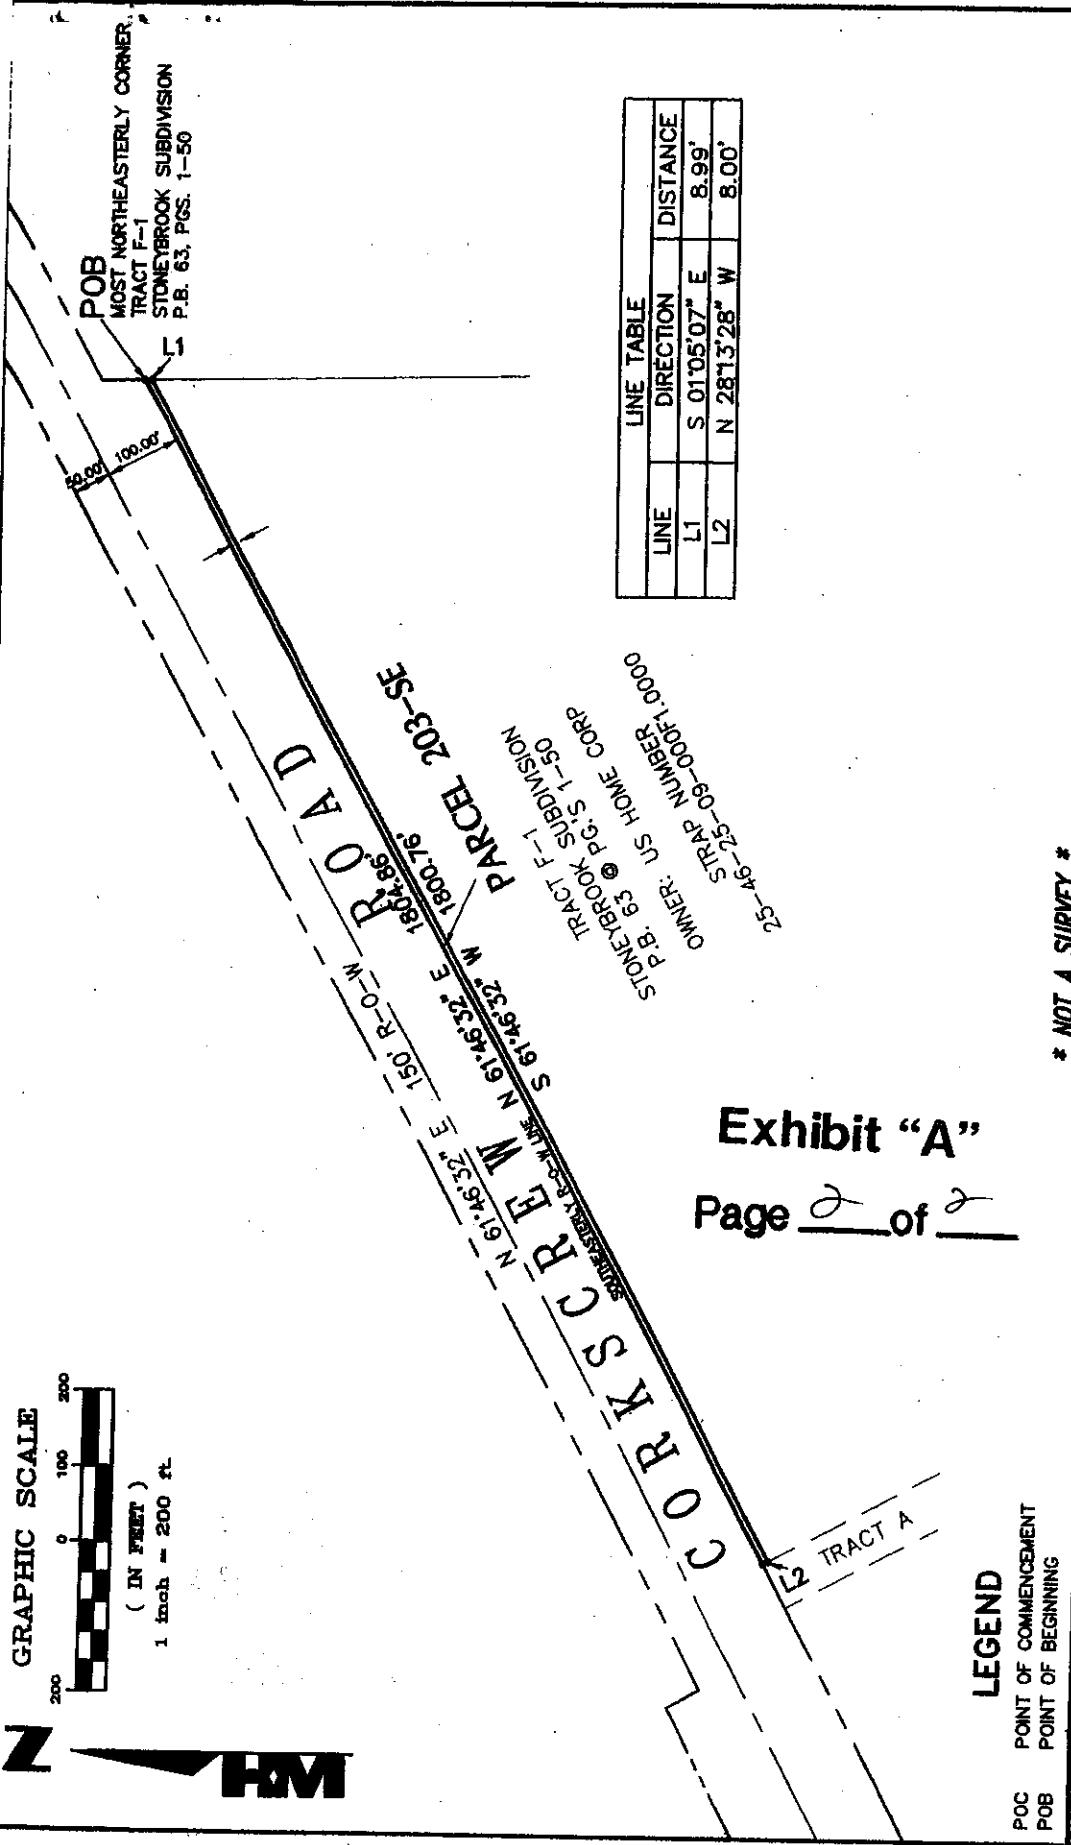 GRAPHIC SCALE
200 0 100 200
( IN FEET )
1 inch = 200 ft.
Z
HM
POB
MOST NORTHEASTERLY CORNER,
TRACT F-1
STONEYBROOK SUBDIVISION
P.B. 63, PGS. 1-50
L1
50.00'
100.00'
CORKSCREW ROAD
N 61°46'32" E 150' R-O-W
SOUTHEASTERLY R-O-W LINE
N 61°46'32" E 1804.86'
S 61°46'32" W 1800.76'
PARCEL 203-SE
TRACT F-1
STONEYBROOK SUBDIVISION
P.B. 63 @ PG.'S 1-50
OWNER: US HOME CORP
STRAP NUMBER
25-46-25-09-000F1.0000
L2
TRACT A
LINE TABLE
LINE DIRECTION DISTANCE
L1 S 01°05'07" E 8.99'
L2 N 28°13'28" W 8.00'
LEGEND
POC POINT OF COMMENCEMENT
POB POINT OF BEGINNING
Exhibit “A”
Page 2 of 2
* NOT A SURVEY *